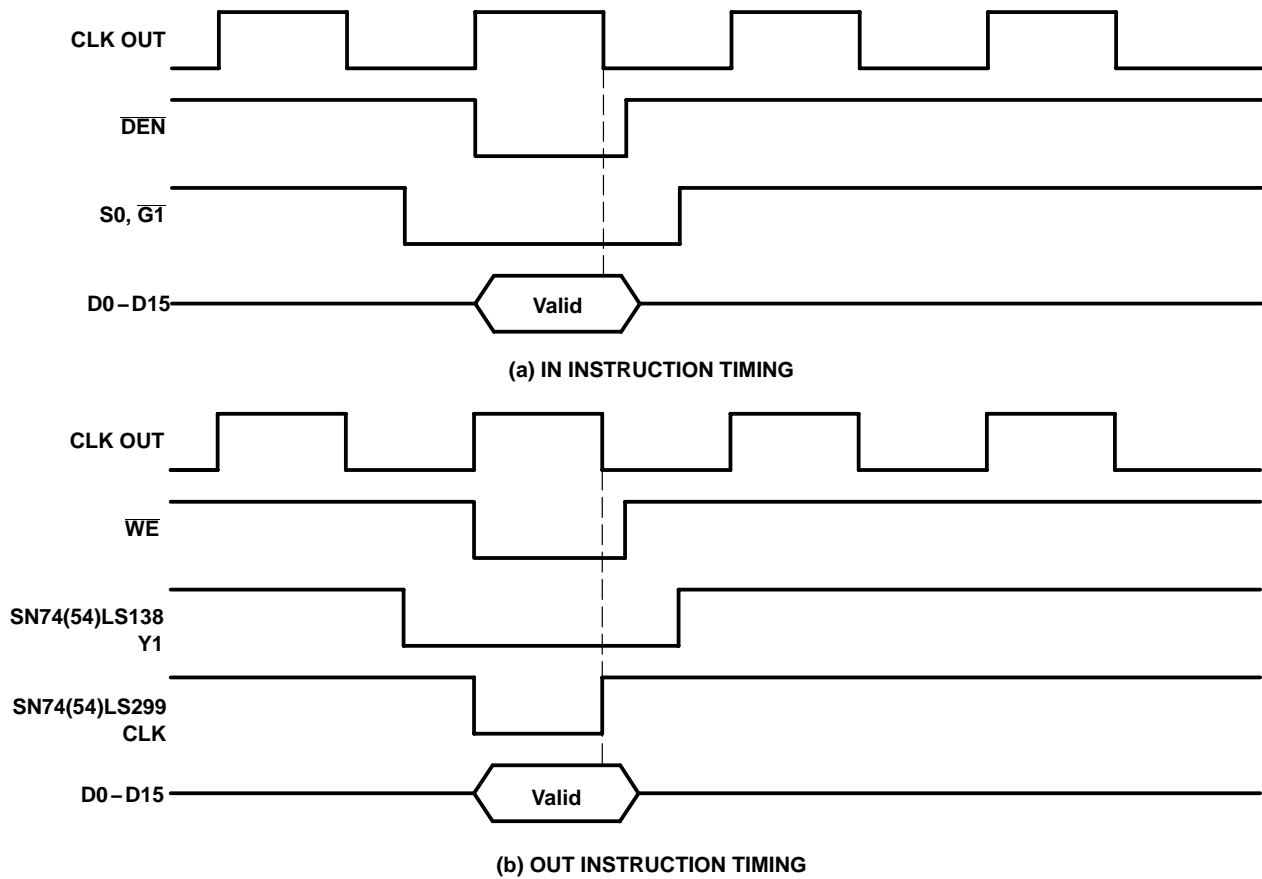 CLK OUT
DEN
S0, G1
D0–D15
Valid
(a) IN INSTRUCTION TIMING
CLK OUT
WE
SN74(54)LS138
Y1
SN74(54)LS299
CLK
D0–D15
Valid
(b) OUT INSTRUCTION TIMING